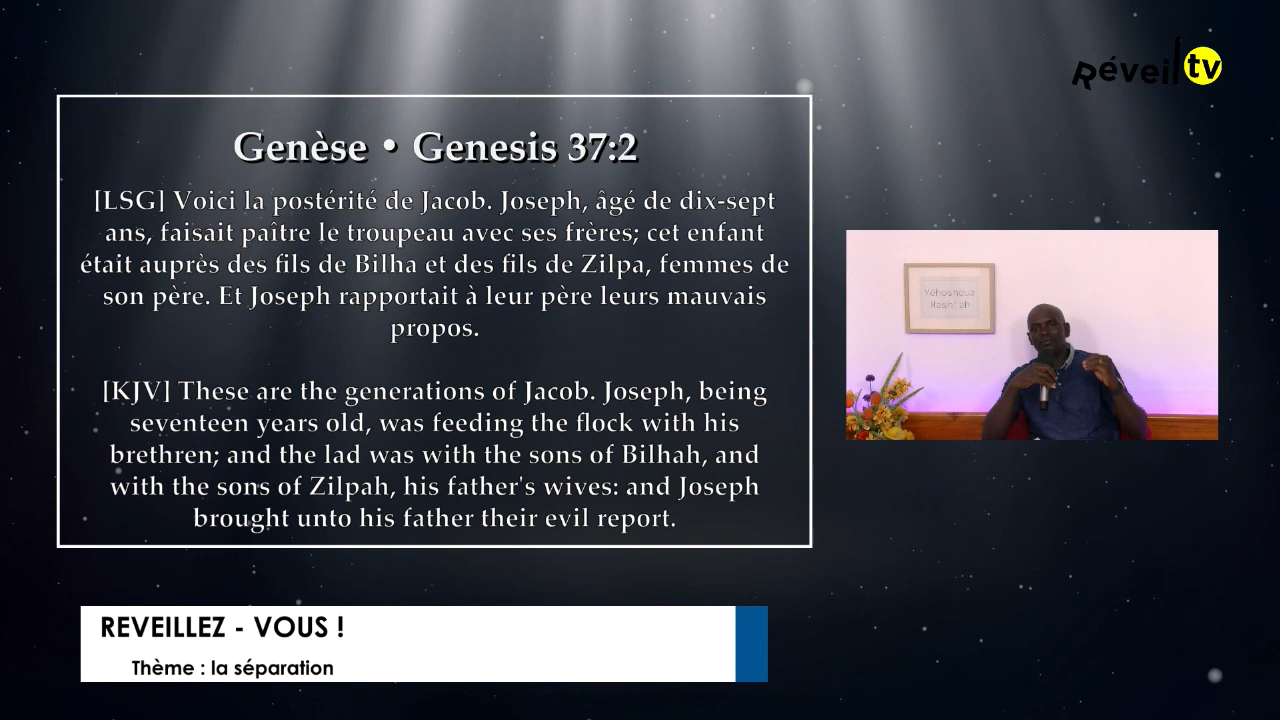 Réveil tv
Genèse • Genesis 37:2
[LSG] Voici la postérité de Jacob. Joseph, âgé de dix-sept
ans, faisait paître le troupeau avec ses frères; cet enfant
était auprès des fils de Bilha et des fils de Zilpa, femmes de
son père. Et Joseph rapportait à leur père leurs mauvais
propos.
[KJV] These are the generations of Jacob. Joseph, being
seventeen years old, was feeding the flock with his
brethren; and the lad was with the sons of Bilhah, and
with the sons of Zilpah, his father's wives: and Joseph
brought unto his father their evil report.
Yéhoshoua
Mashiah
REVEILLEZ - VOUS !
Thème : la séparation